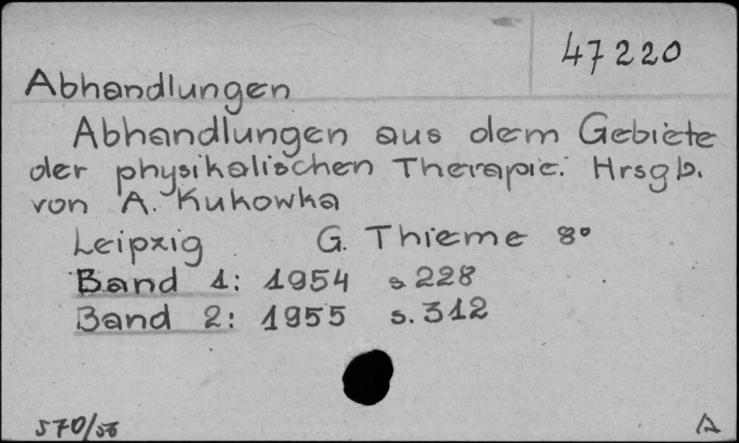 47220
Abhandlungen
Abhandlungen aus dem Gebiete
der physikalischen Therapie. Hrsgb.
von A. Kukowka
Leipzig G. Thieme 8°
Band 1: 1954 s 228
Band 2: 1955 s. 312
570/56 A